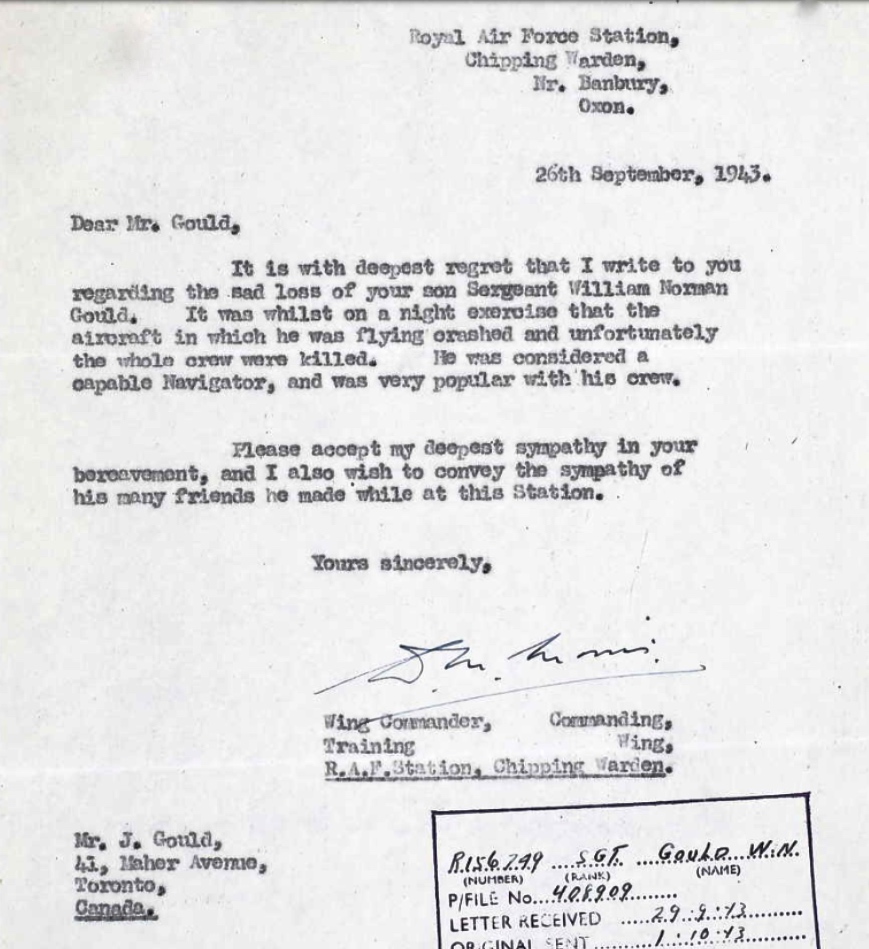 Royal Air Force Station,
Chipping Warden,
Nr. Banbury,
Oxon.
26th September, 1943.
Dear Mr. Gould,
It is with deepest regret that I write to you
regarding the sad loss of your son Sergeant William Norman
Gould. It was whilst on a night exercise that the
aircraft in which he was flying crashed and unfortunately
the whole crew were killed. He was considered a
capable Navigator, and was very popular with his crew.
Please accept my deepest sympathy in your
bereavement, and I also wish to convey the sympathy of
his many friends he made while at this Station.
Yours sincerely,
Wing Commander, Commanding,
Training Wing,
R.A.F.Station, Chipping Warden.
Mr. J. Gould,
41, Maher Avenue,
Toronto,
Canada.
R156749 SGT. GOULD W.N.
(NUMBER) (RANK) (NAME)
P/FILE No. 408909
LETTER RECEIVED 29.9.43
ORIGINAL SENT 1.10.43